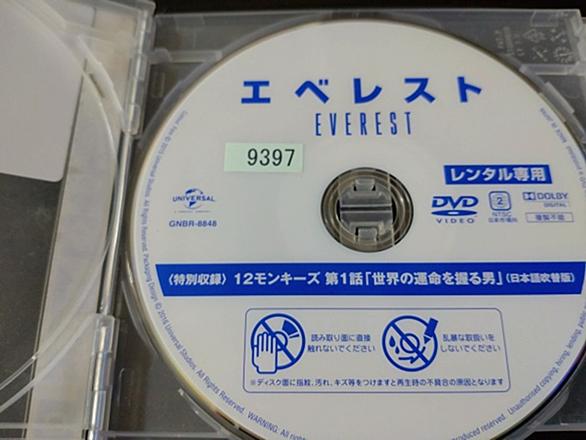 エベレスト
EVEREST
9397
レンタル専用
UNIVERSAL
GNBR-8848
DVD
VIDEO
2
NTSC
日本市場向
DOLBY
DIGITAL
複製不能
〈特別収録〉 12モンキーズ 第1話「世界の運命を握る男」(日本語吹替版)
読み取り面に直接
触れないでください
乱暴な取扱いを
しないでください
※ディスク面に指紋、汚れ、キズ等をつけますと再生時の不具合の原因となります